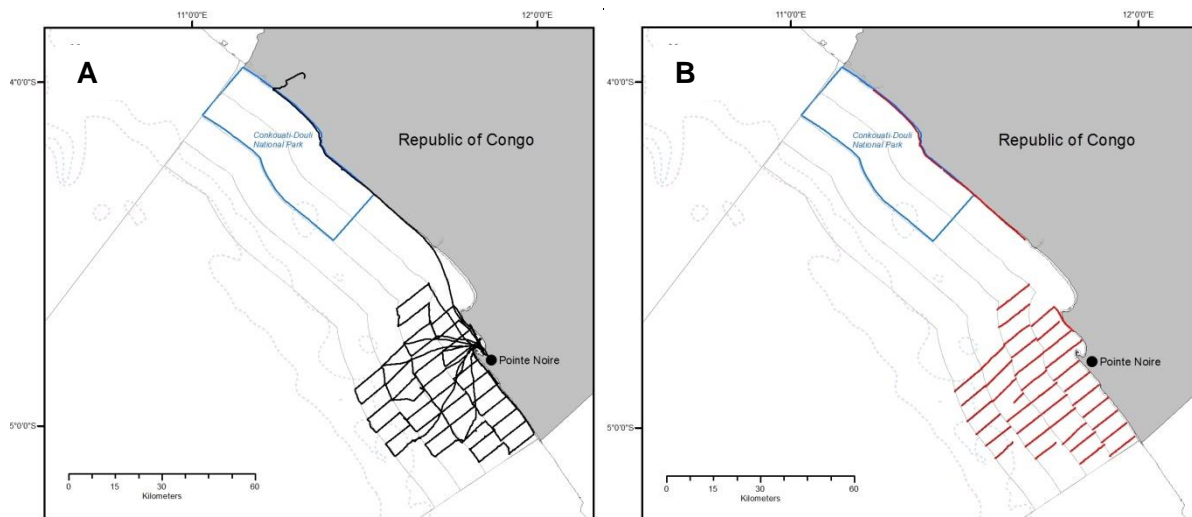 11°0'0"E 12°0'0"E
A
4°0'0"S
Conkouati-Douli
National Park
Republic of Congo
Pointe Noire
5°0'0"S
0 15 30 60
Kilometers
11°0'0"E 12°0'0"E
B
4°0'0"S
Conkouati-Douli
National Park
Republic of Congo
Pointe Noire
5°0'0"S
0 15 30 60
Kilometers